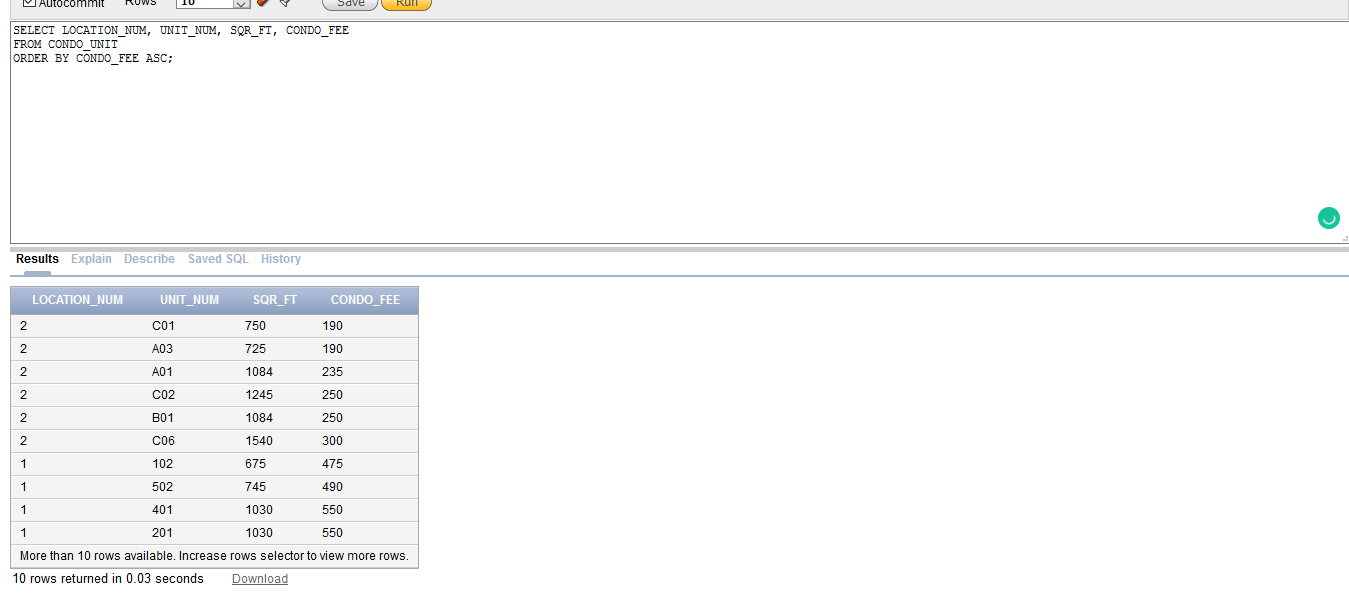 Autocommit Rows 10 Save Run
SELECT LOCATION_NUM, UNIT_NUM, SQR_FT, CONDO_FEE
FROM CONDO_UNIT
ORDER BY CONDO_FEE ASC;
Results Explain Describe Saved SQL History
LOCATION_NUM UNIT_NUM SQR_FT CONDO_FEE
2 C01 750 190
2 A03 725 190
2 A01 1084 235
2 C02 1245 250
2 B01 1084 250
2 C06 1540 300
1 102 675 475
1 502 745 490
1 401 1030 550
1 201 1030 550
More than 10 rows available. Increase rows selector to view more rows.
10 rows returned in 0.03 seconds Download